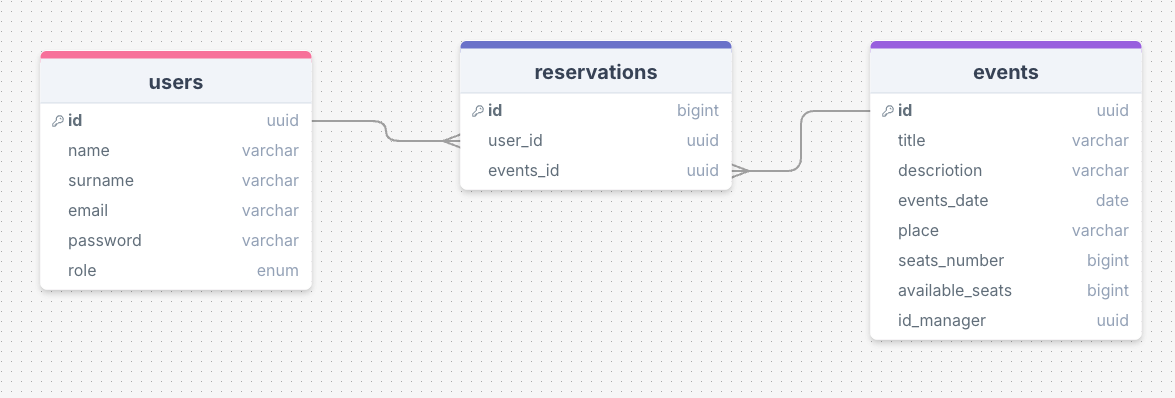 users
id uuid
name varchar
surname varchar
email varchar
password varchar
role enum
reservations
id bigint
user_id uuid
events_id uuid
events
id uuid
title varchar
descriotion varchar
events_date date
place varchar
seats_number bigint
available_seats bigint
id_manager uuid